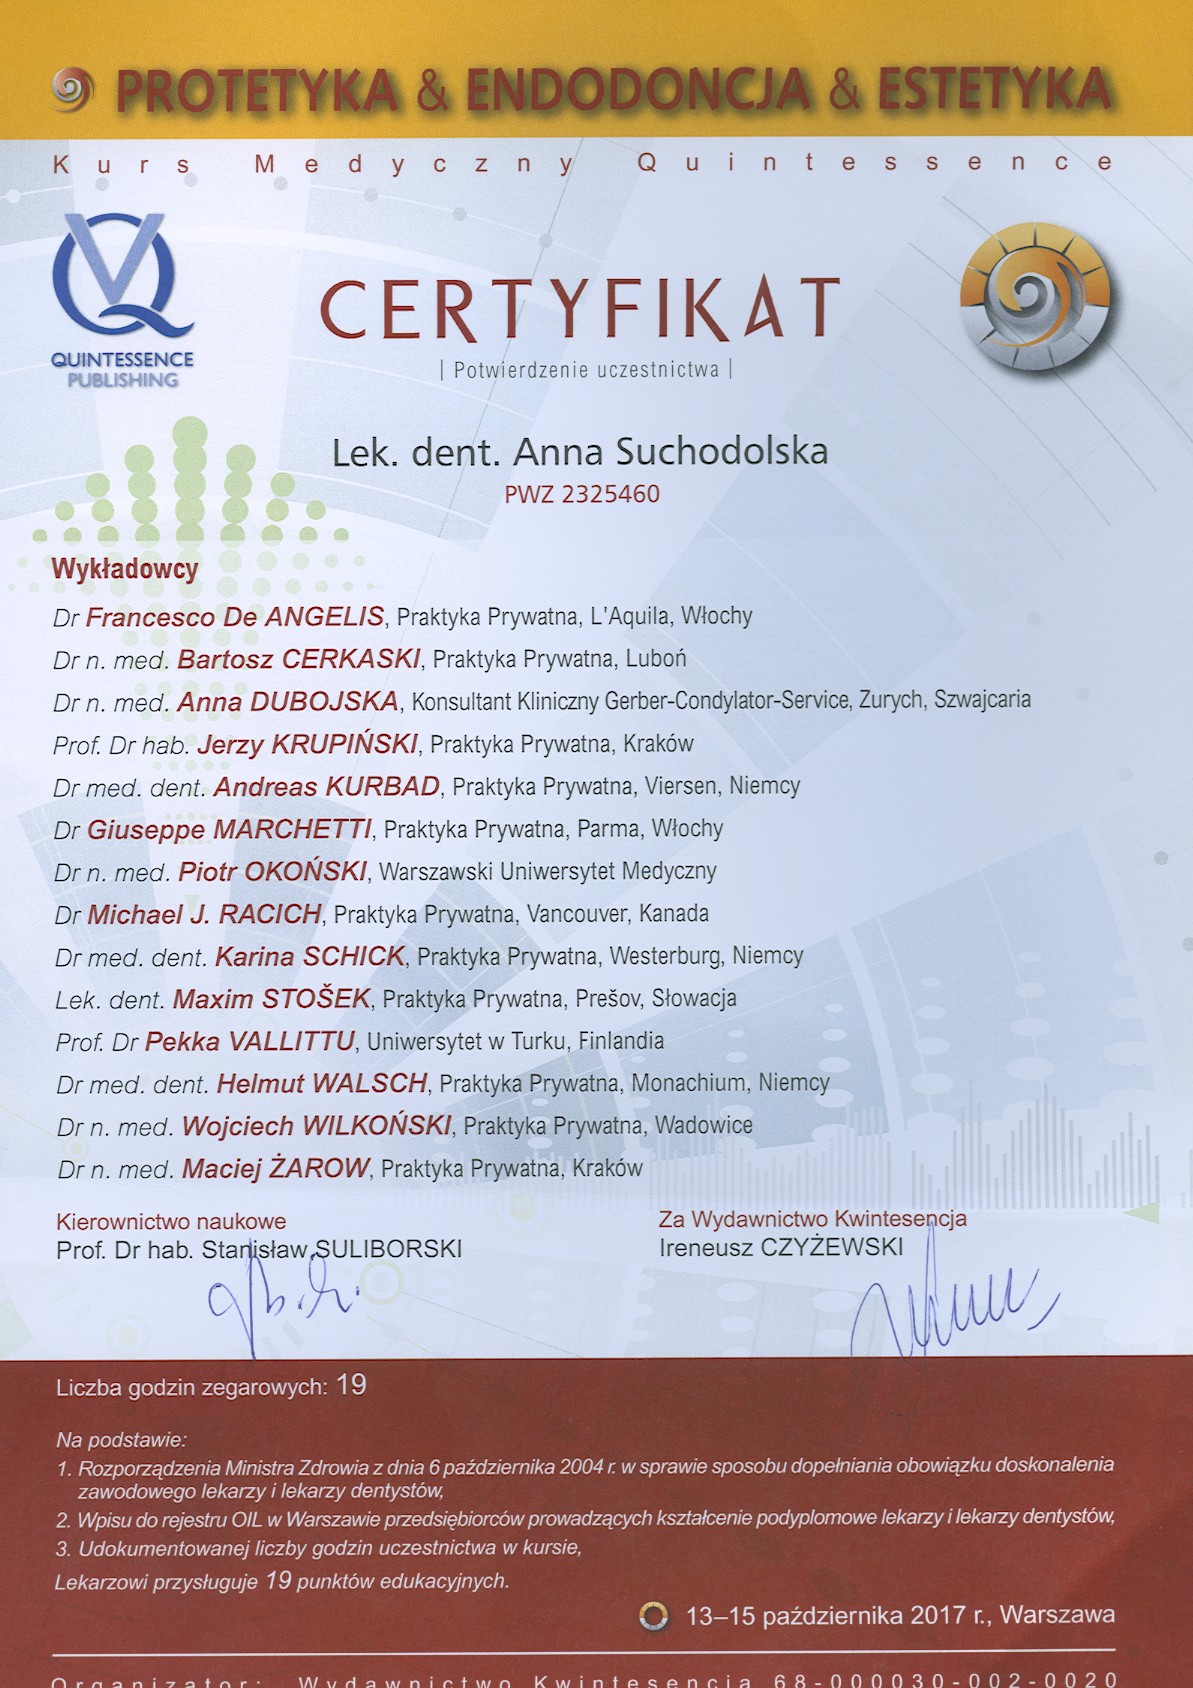 PROTETYKA & ENDODONCJA & ESTETYKA
Kurs Medyczny Quintessence
QUINTESSENCE
PUBLISHING
CERTYFIKAT
| Potwierdzenie uczestnictwa |
Lek. dent. Anna Suchodolska
PWZ 2325460
Wykładowcy
Dr Francesco De ANGELIS, Praktyka Prywatna, L'Aquila, Włochy
Dr n. med. Bartosz CERKASKI, Praktyka Prywatna, Luboń
Dr n. med. Anna DUBOJSKA, Konsultant Kliniczny Gerber-Condylator-Service, Zurych, Szwajcaria
Prof. Dr hab. Jerzy KRUPIŃSKI, Praktyka Prywatna, Kraków
Dr med. dent. Andreas KURBAD, Praktyka Prywatna, Viersen, Niemcy
Dr Giuseppe MARCHETTI, Praktyka Prywatna, Parma, Włochy
Dr n. med. Piotr OKOŃSKI, Warszawski Uniwersytet Medyczny
Dr Michael J. RACICH, Praktyka Prywatna, Vancouver, Kanada
Dr med. dent. Karina SCHICK, Praktyka Prywatna, Westerburg, Niemcy
Lek. dent. Maxim STOŠEK, Praktyka Prywatna, Prešov, Słowacja
Prof. Dr Pekka VALLITTU, Uniwersytet w Turku, Finlandia
Dr med. dent. Helmut WALSCH, Praktyka Prywatna, Monachium, Niemcy
Dr n. med. Wojciech WILKOŃSKI, Praktyka Prywatna, Wadowice
Dr n. med. Maciej ŻAROW, Praktyka Prywatna, Kraków
Kierownictwo naukowe
Prof. Dr hab. Stanisław SULIBORSKI
Za Wydawnictwo Kwintesencja
Ireneusz CZYŻEWSKI
Liczba godzin zegarowych: 19
Na podstawie:
1. Rozporządzenia Ministra Zdrowia z dnia 6 października 2004 r. w sprawie sposobu dopełniania obowiązku doskonalenia
zawodowego lekarzy i lekarzy dentystów,
2. Wpisu do rejestru OIL w Warszawie przedsiębiorców prowadzących kształcenie podyplomowe lekarzy i lekarzy dentystów,
3. Udokumentowanej liczby godzin uczestnictwa w kursie,
Lekarzowi przysługuje 19 punktów edukacyjnych.
13–15 października 2017 r., Warszawa
Organizator: Wydawnictwo Kwintesencja 68-000030-002-0020